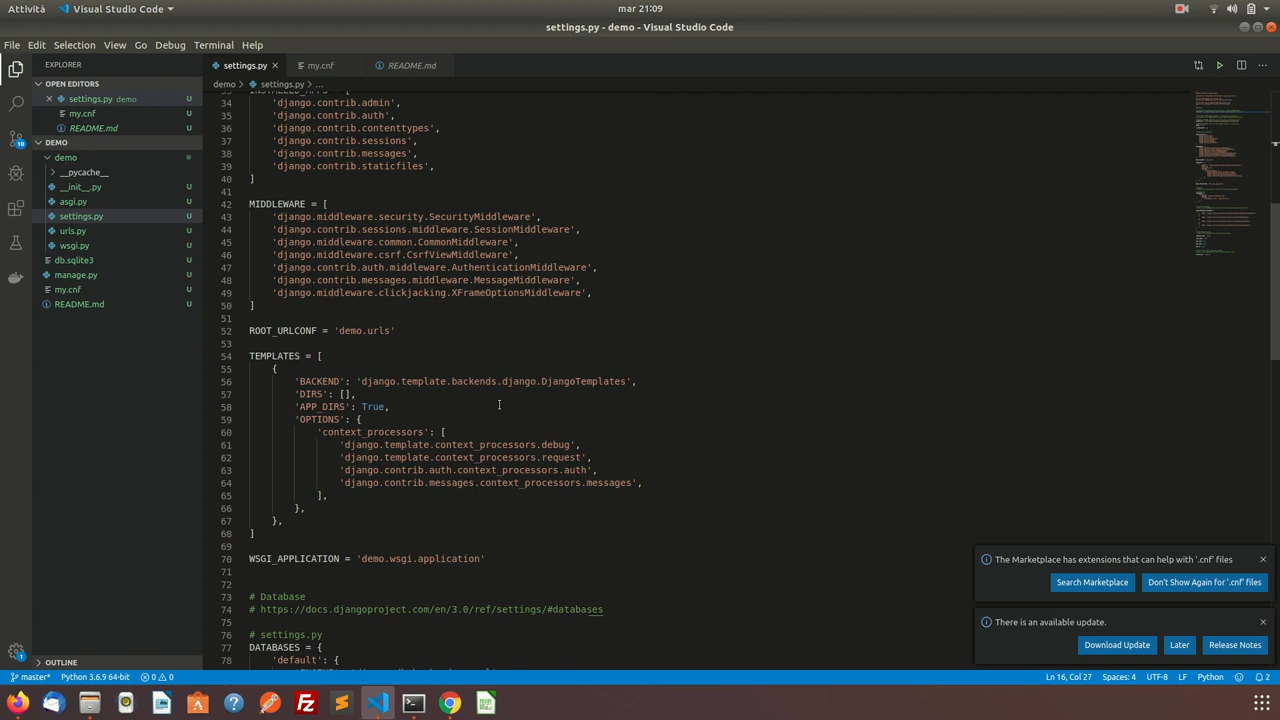 Attività
Visual Studio Code
mar 21:09
settings.py - demo - Visual Studio Code
File Edit Selection View Go Debug Terminal Help
EXPLORER
OPEN EDITORS
settings.py demo U
my.cnf U
README.md U
DEMO
demo
__pycache__
__init__.py U
asgi.py U
settings.py U
urls.py U
wsgi.py U
db.sqlite3 U
manage.py U
my.cnf U
README.md U
OUTLINE
10
1
settings.py my.cnf README.md
demo > settings.py > ...
33 INSTALLED_APPS = [
34 'django.contrib.admin',
35 'django.contrib.auth',
36 'django.contrib.contenttypes',
37 'django.contrib.sessions',
38 'django.contrib.messages',
39 'django.contrib.staticfiles',
40 ]
41
42 MIDDLEWARE = [
43 'django.middleware.security.SecurityMiddleware',
44 'django.contrib.sessions.middleware.SessionMiddleware',
45 'django.middleware.common.CommonMiddleware',
46 'django.middleware.csrf.CsrfViewMiddleware',
47 'django.contrib.auth.middleware.AuthenticationMiddleware',
48 'django.contrib.messages.middleware.MessageMiddleware',
49 'django.middleware.clickjacking.XFrameOptionsMiddleware',
50 ]
51
52 ROOT_URLCONF = 'demo.urls'
53
54 TEMPLATES = [
55 {
56 'BACKEND': 'django.template.backends.django.DjangoTemplates',
57 'DIRS': [],
58 'APP_DIRS': True,
59 'OPTIONS': {
60 'context_processors': [
61 'django.template.context_processors.debug',
62 'django.template.context_processors.request',
63 'django.contrib.auth.context_processors.auth',
64 'django.contrib.messages.context_processors.messages',
65 ],
66 },
67 },
68 ]
69
70 WSGI_APPLICATION = 'demo.wsgi.application'
71
72
73 # Database
74 # https://docs.djangoproject.com/en/3.0/ref/settings/#databases
75
76 # settings.py
77 DATABASES = {
78 'default': {
The Marketplace has extensions that can help with '.cnf' files
Search Marketplace
Don't Show Again for '.cnf' files
There is an available update.
Download Update
Later
Release Notes
master* Python 3.6.9 64-bit 0 0
Ln 16, Col 27 Spaces: 4 UTF-8 LF Python 2